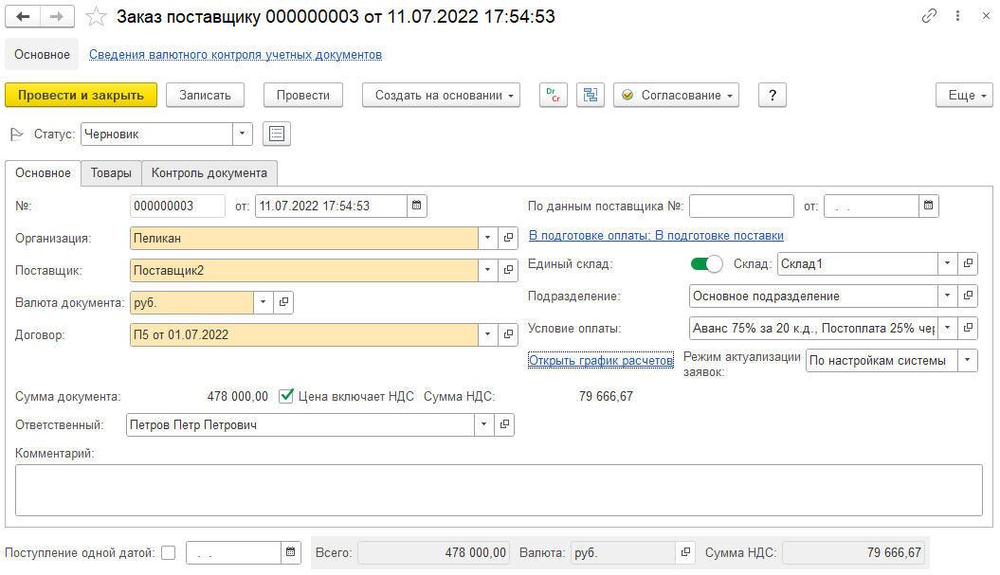 Заказ поставщику 000000003 от 11.07.2022 17:54:53
Основное Сведения валютного контроля учетных документов
Провести и закрыть Записать Провести Создать на основании Dr Cr Согласование ? Еще
Статус: Черновик
Основное Товары Контроль документа
№: 000000003 от: 11.07.2022 17:54:53 По данным поставщика №: от: . .
Организация: Пеликан В подготовке оплаты; В подготовке поставки
Поставщик: Поставщик2 Единый склад: Склад: Склад1
Валюта документа: руб. Подразделение: Основное подразделение
Договор: П5 от 01.07.2022 Условие оплаты: Аванс 75% за 20 к.д., Постоплата 25% чер
Открыть график расчетов Режим актуализации заявок: По настройкам системы
Сумма документа: 478 000,00 Цена включает НДС Сумма НДС: 79 666,67
Ответственный: Петров Петр Петрович
Комментарий:
Поступление одной датой: . . Всего: 478 000,00 Валюта: руб. Сумма НДС: 79 666,67